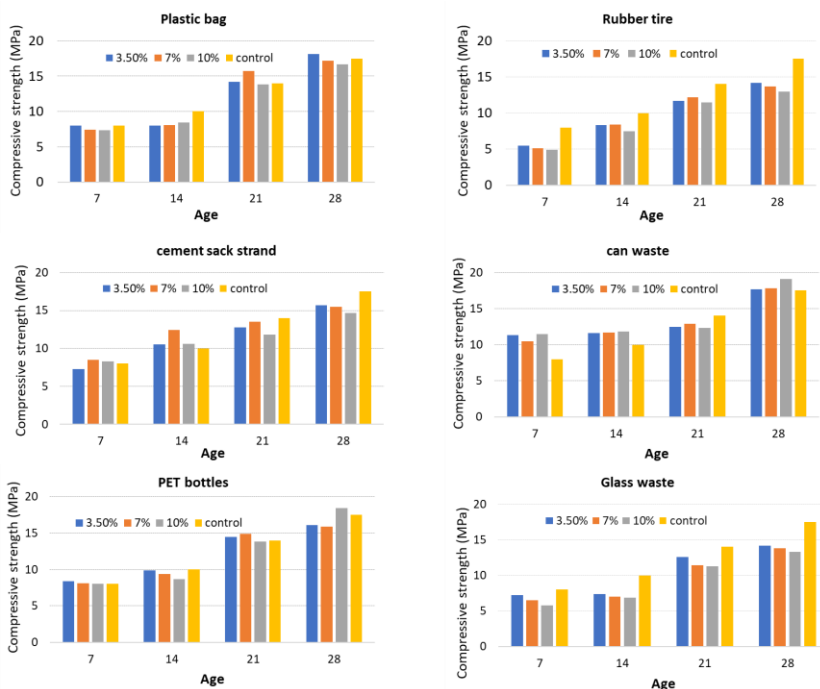 Plastic bag
Compressive strength (MPa)
20
15
10
5
0
3.50% 7% 10% control
7 14 21 28
Age
Rubber tire
Compressive strength (MPa)
20
15
10
5
0
3.50% 7% 10% control
7 14 21 28
Age
cement sack strand
Compressive strength (MPa)
20
15
10
5
0
3.50% 7% 10% control
7 14 21 28
can waste
Compressive strength (MPa)
20
15
10
5
0
3.50% 7% 10% control
7 14 21 28
Age
PET bottles
Compressive strength (MPa)
20
15
10
5
0
3.50% 7% 10% control
7 14 21 28
Age
Glass waste
Compressive strength (MPa)
20
15
10
5
0
3.50% 7% 10% control
7 14 21 28
Age